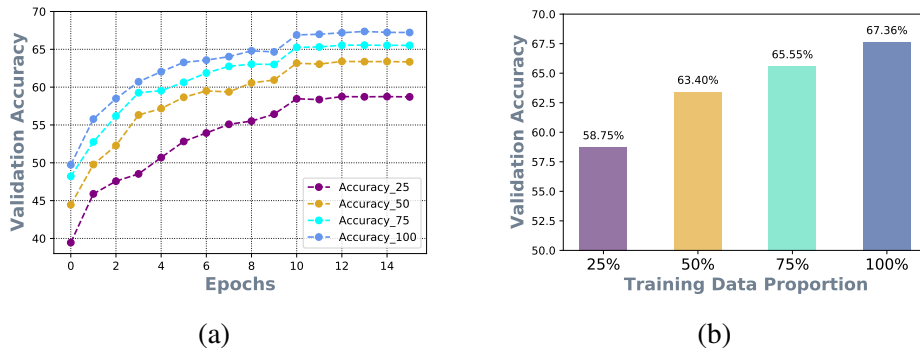 70
65
60
55
50
45
40
Validation Accuracy
Accuracy_25
Accuracy_50
Accuracy_75
Accuracy_100
0 2 4 6 8 10 12 14
Epochs
(a)
70.0
67.5
65.0
62.5
60.0
57.5
55.0
52.5
50.0
Validation Accuracy
58.75%
63.40%
65.55%
67.36%
25% 50% 75% 100%
Training Data Proportion
(b)